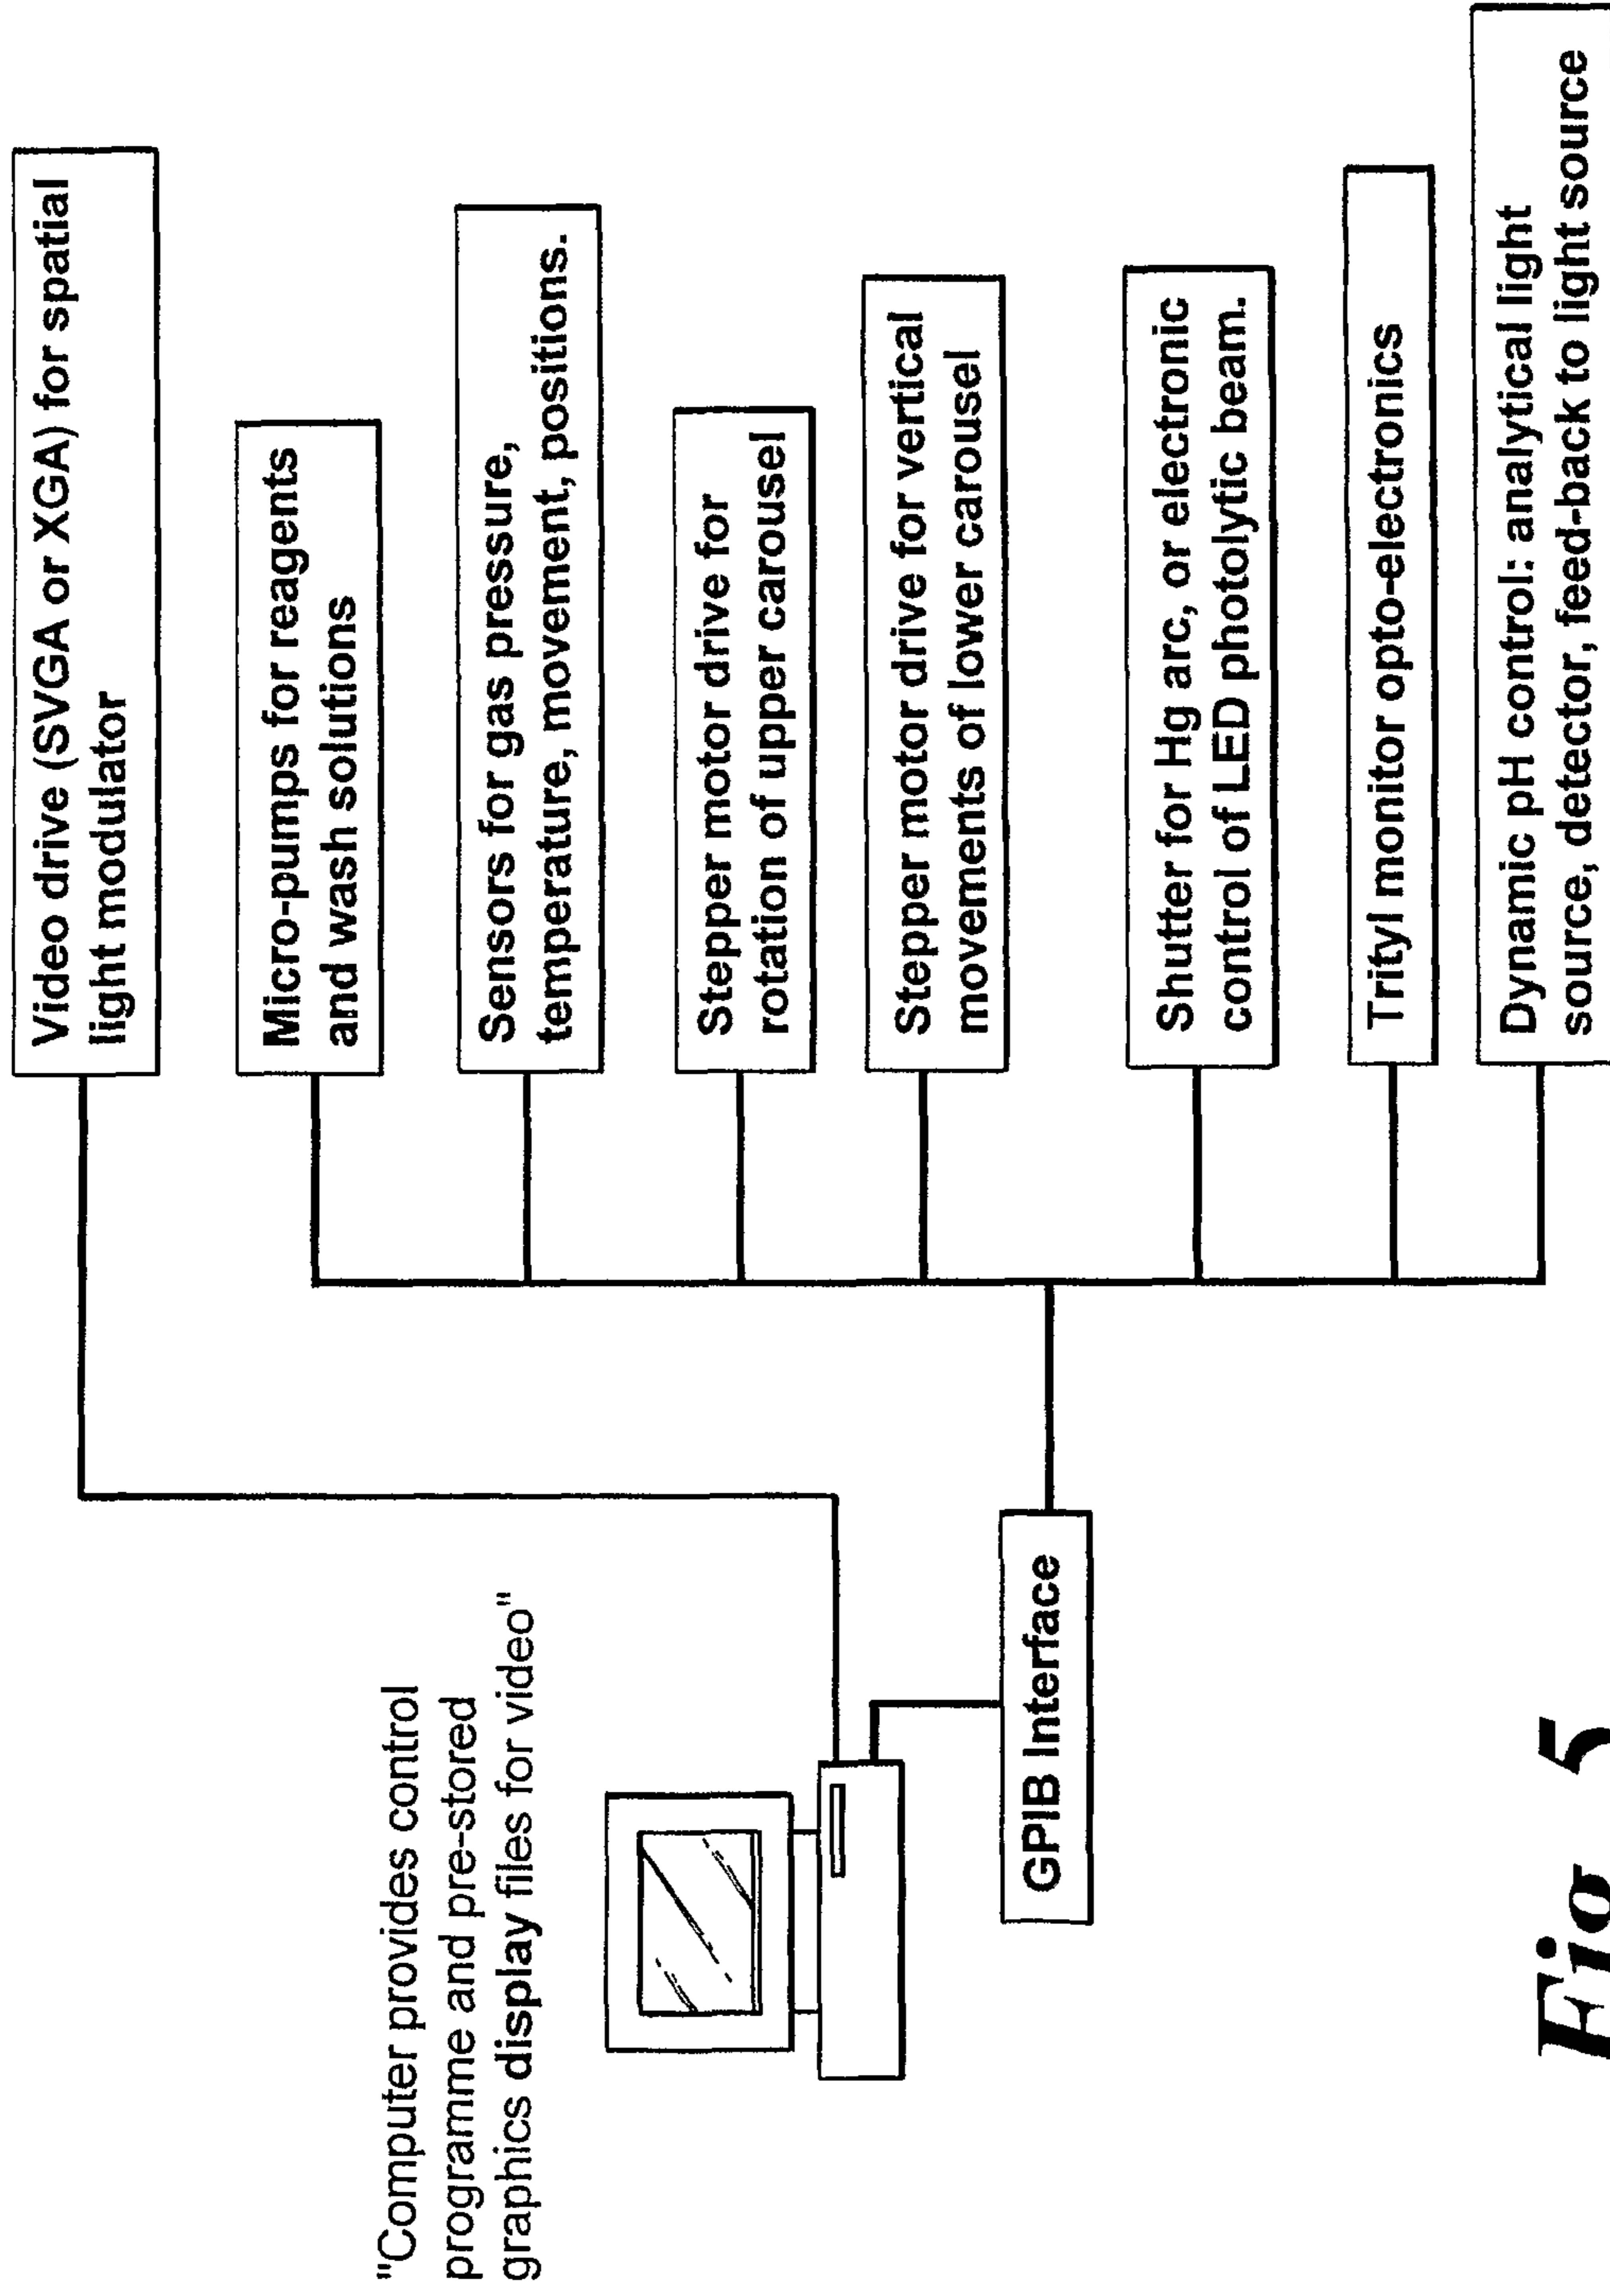 "Computer provides control
programme and pre-stored
graphics display files for video"
GPIB Interface
Video drive (SVGA or XGA) for spatial
light modulator
Micro-pumps for reagents
and wash solutions
Sensors for gas pressure,
temperature, movement, positions.
Stepper motor drive for
rotation of upper carousel
Stepper motor drive for vertical
movements of lower carousel
Shutter for Hg arc, or electronic
control of LED photolytic beam.
Trityl monitor opto-electronics
Dynamic pH control: analytical light
source, detector, feed-back to light source
Fig 5